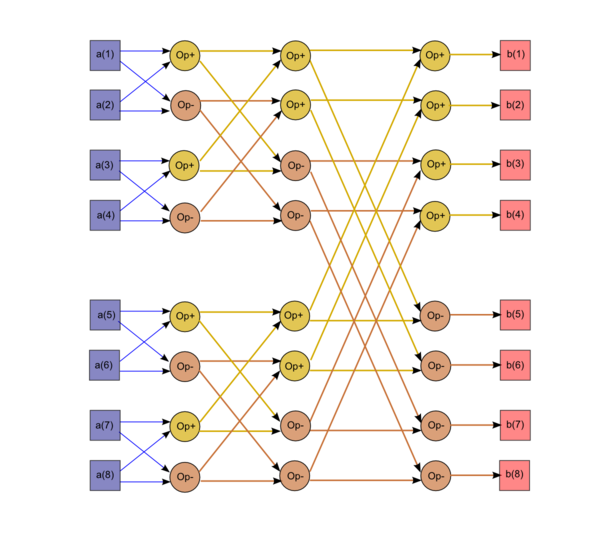 a(1) Op+ Op+ Op+ b(1)
a(2) Op- Op+ Op+ b(2)
a(3) Op+ Op- Op+ b(3)
a(4) Op- Op- Op+ b(4)
a(5) Op+ Op+ Op- b(5)
a(6) Op- Op+ Op- b(6)
a(7) Op+ Op- Op- b(7)
a(8) Op- Op- Op- b(8)